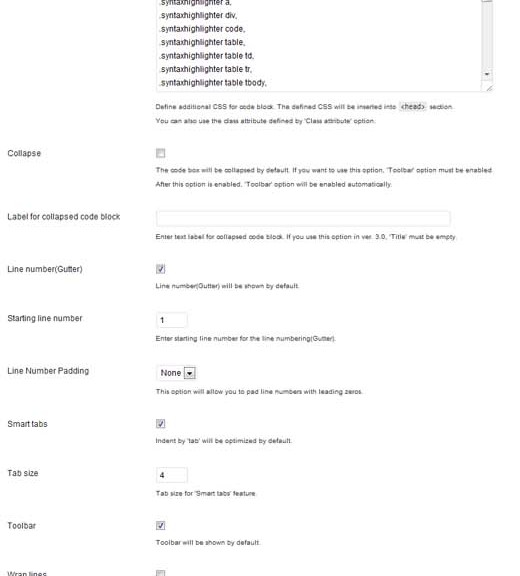 .syntaxhighlighter a,
.syntaxhighlighter div,
.syntaxhighlighter code,
.syntaxhighlighter table,
.syntaxhighlighter table td,
.syntaxhighlighter table tr,
.syntaxhighlighter table tbody,
Define additional CSS for code block. The defined CSS will be inserted into <head> section.
You can also use the class attribute defined by 'Class attribute' option.
Collapse
The code box will be collapsed by default. If you want to use this option, 'Toolbar' option must be enabled
After this option is enabled, 'Toolbar' option will be enabled automatically.
Label for collapsed code block
Enter text label for collapsed code block. If you use this option in ver. 3.0, 'Title' must be empty.
Line number(Gutter)
Line number(Gutter) will be shown by default.
Starting line number
1
Enter starting line number for the line numbering(Gutter).
Line Number Padding
None
This option will allow you to pad line numbers with leading zeros.
Smart tabs
Indent by 'tab' will be optimized by default.
Tab size
4
Tab size for 'Smart tabs' feature.
Toolbar
Toolbar will be shown by default.
Wrap lines